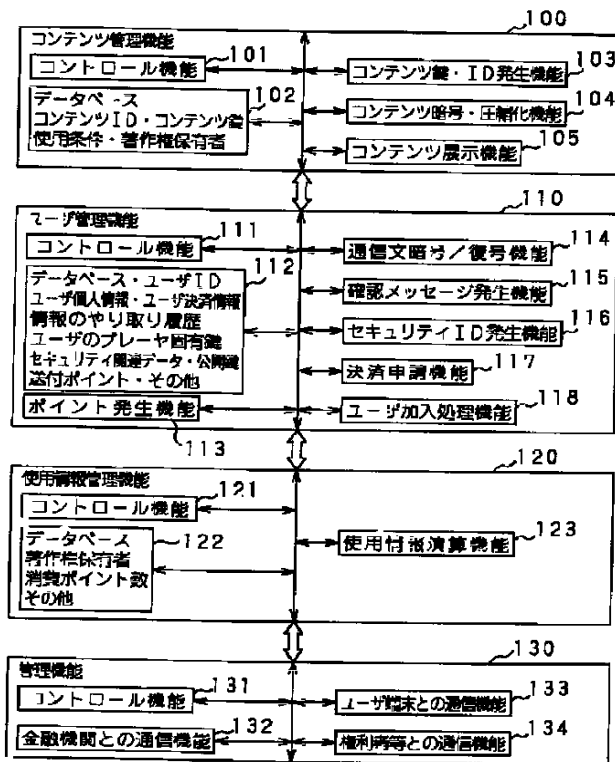 100
コンテンツ管理機能
101
コントロール機能
103
コンテンツ鍵・ID発生機能
102
データベース
コンテンツID・コンテンツ鍵
使用条件・著作権保有者
104
コンテンツ暗号・圧縮化機能
105
コンテンツ展示機能
110
ユーザ管理機能
111
コントロール機能
114
通信文暗号/復号機能
112
データベース・ユーザID
ユーザ個人情報・ユーザ決済情報
情報のやり取り履歴
ユーザのプレーヤ固有鍵
セキュリティ関連データ・公開鍵
送付ポイント・その他
115
確認メッセージ発生機能
116
セキュリティID発生機能
117
決済申請機能
ポイント発生機能
113
118
ユーザ加入処理機能
120
使用情報管理機能
121
コントロール機能
122
データベース
著作権保有者
消費ポイント数
その他
123
使用情報演算機能
130
管理機能
131
コントロール機能
133
ユーザ端末との通信機能
132
金融機関との通信機能
134
権利者等との通信機能